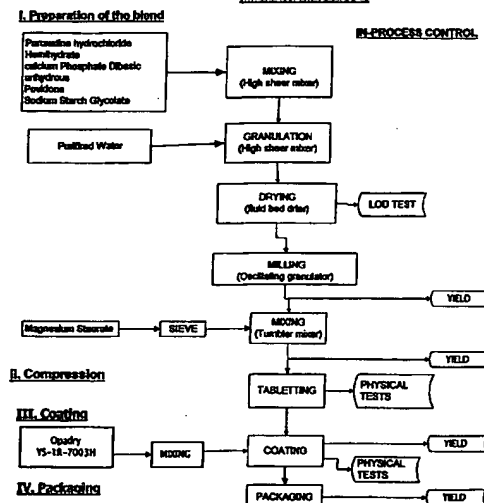 I. Preparation of the blend
IN-PROCESS CONTROL
Paroxetine hydrochloride
Hemihydrate
calcium Phosphate Dibasic
anhydrous
Povidone
Sodium Starch Glycolate
MIXING
(High sheer mixer)
Purified Water
GRANULATION
(High sheer mixer)
DRYING
(fluid bed drier)
LOD TEST
MILLING
(Oscillating granulator)
YIELD
Magnesium Stearate
SIEVE
MIXING
(Tumbler mixer)
YIELD
II. Compression
TABLETTING
PHYSICAL
TESTS
III. Coating
Opadry
YS-1R-7003H
MIXING
COATING
YIELD
PHYSICAL
TESTS
IV. Packaging
PACKAGING
YIELD